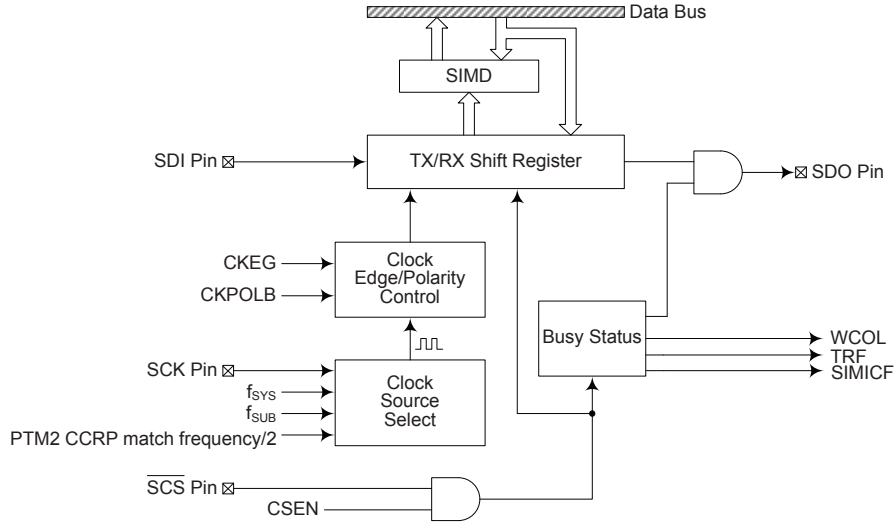 Data Bus
SIMD
SDI Pin
TX/RX Shift Register
SDO Pin
CKEG
CKPOLB
Clock
Edge/Polarity
Control
Busy Status
WCOL
TRF
SIMICF
SCK Pin
fSYS
fSUB
PTM2 CCRP match frequency/2
Clock
Source
Select
SCS Pin
CSEN